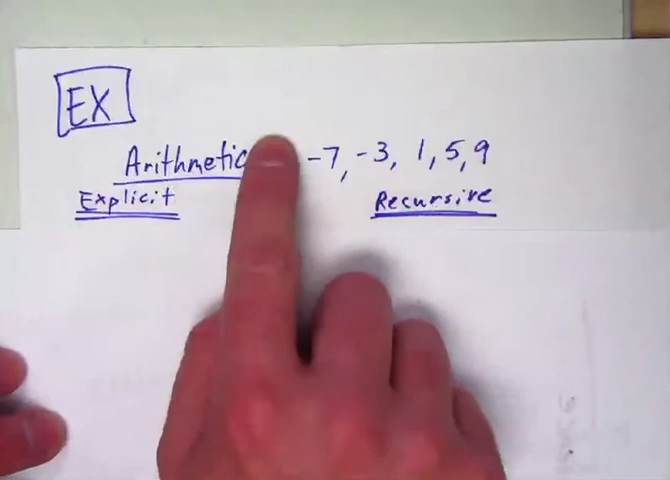 EX
Arithmetic -7, -3, 1, 5, 9
Explicit Recursive